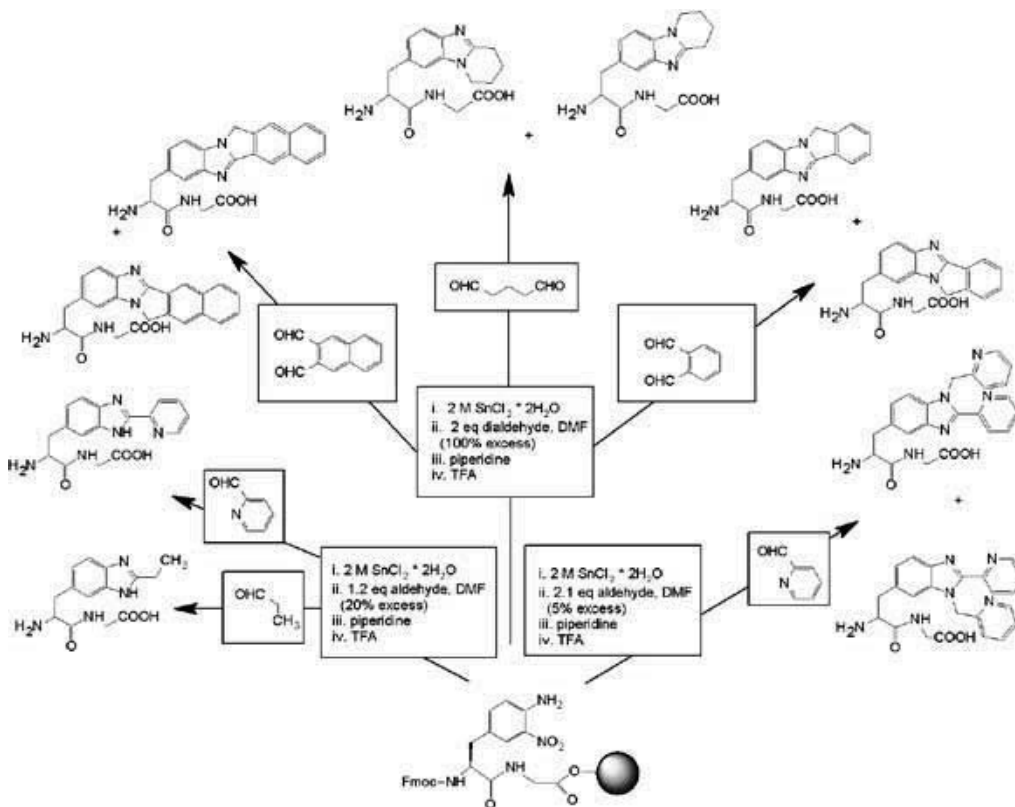 N
N
H₂N
O
NH
COOH
+
N
N
H₂N
O
NH
COOH
N
N
H₂N
O
NH
COOH
+
N
N
H₂N
O
NH
COOH
N
N
H₂N
O
NH
COOH
+
N
N
H₂N
O
NH
COOH
OHC CHO
OHC
OHC
OHC
OHC
i. 2 M SnCl₂ * 2H₂O
ii. 2 eq dialdehyde, DMF
(100% excess)
iii. piperidine
iv. TFA
N
NH
N
H₂N
O
NH
COOH
OHC
N
N
NH
CH₃
H₂N
O
NH
COOH
OHC
CH₃
i. 2 M SnCl₂ * 2H₂O
ii. 1.2 eq aldehyde, DMF
(20% excess)
iii. piperidine
iv. TFA
i. 2 M SnCl₂ * 2H₂O
ii. 2.1 eq aldehyde, DMF
(5% excess)
iii. piperidine
iv. TFA
OHC
N
N
N
N
N
H₂N
O
NH
COOH
+
N
N
N
N
H₂N
O
NH
COOH
NH₂
NO₂
Fmoc-NH
O
NH
O
O